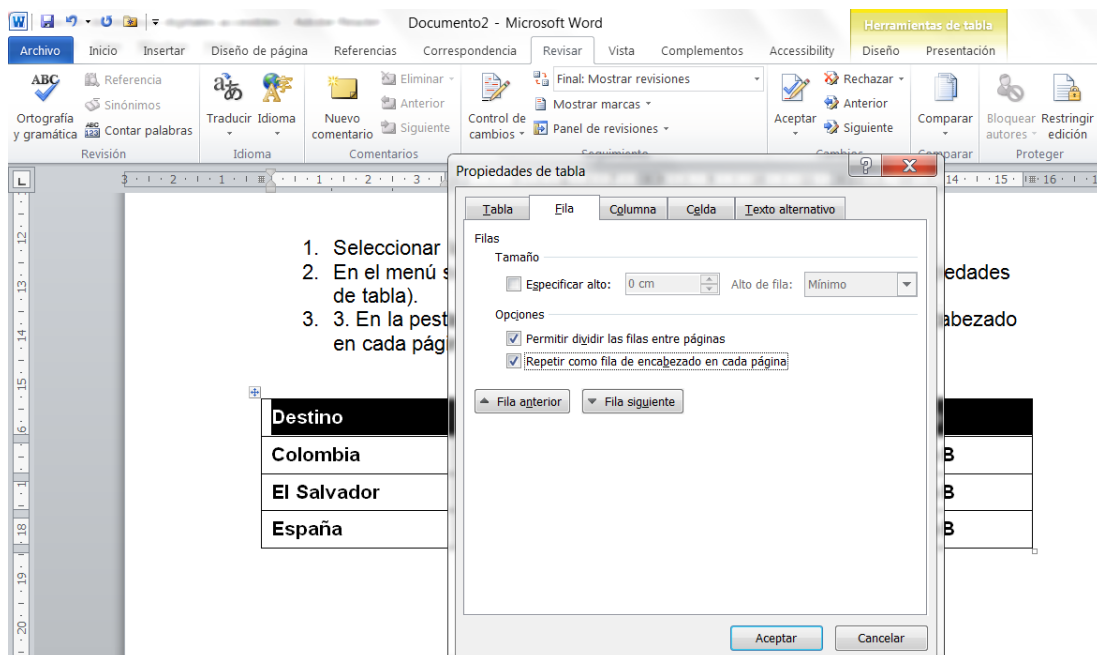 Documento2 - Microsoft Word
Herramientas de tabla
Archivo Inicio Insertar Diseño de página Referencias Correspondencia Revisar Vista Complementos Accessibility Diseño Presentación
ABC Referencia Eliminar Final: Mostrar revisiones Rechazar
Sinónimos Anterior Mostrar marcas Anterior
Ortografía y gramática Contar palabras Traducir Idioma Nuevo comentario Siguiente Control de cambios Panel de revisiones Aceptar Siguiente Comparar Bloquear autores Restringir edición
Revisión Idioma Comentarios Seguimiento Cambios Comparar Proteger
Propiedades de tabla
Tabla Fila Columna Celda Texto alternativo
Filas
Tamaño
Especificar alto: 0 cm Alto de fila: Mínimo
Opciones
Permitir dividir las filas entre páginas
Repetir como fila de encabezado en cada página
Fila anterior Fila siguiente
Aceptar Cancelar
1. Seleccionar
2. En el menú s edades
de tabla).
3. 3. En la pest abezado
en cada pág
Destino
Colombia B
El Salvador B
España B